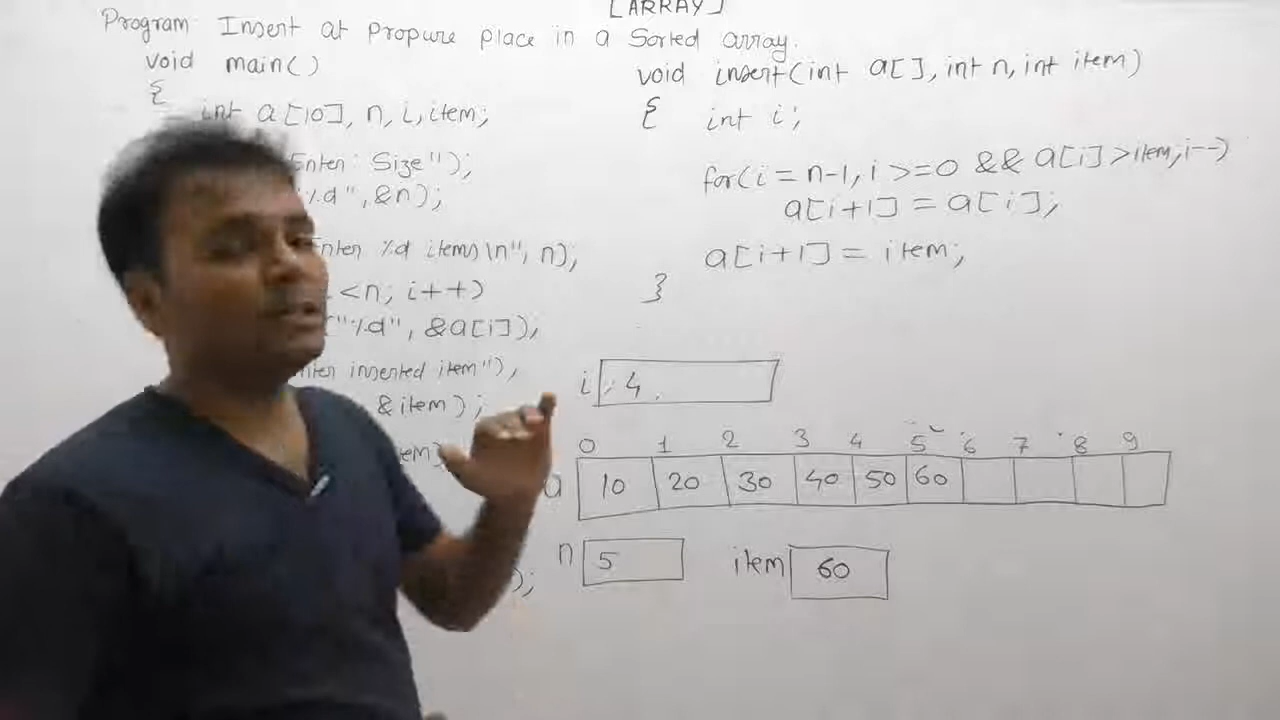 [ARRAY]
Program: Insert at propure place in a Sorted array.
void main()
{
int a[10], n, i, item;
Enter Size");
%d", &n);
Enter %d items\n", n);
<n; i++)
"%d", &a[i]);
enter inserted item");
&item);
em)
);
void insert(int a[], int n, int item)
{ int i;
for(i = n-1, i >=0 && a[i]>item; i--)
a[i+1] = a[i];
a[i+1] = item;
}
i 4
0 1 2 3 4 5 6 7 8 9
a 10 20 30 40 50 60
n 5 item 60